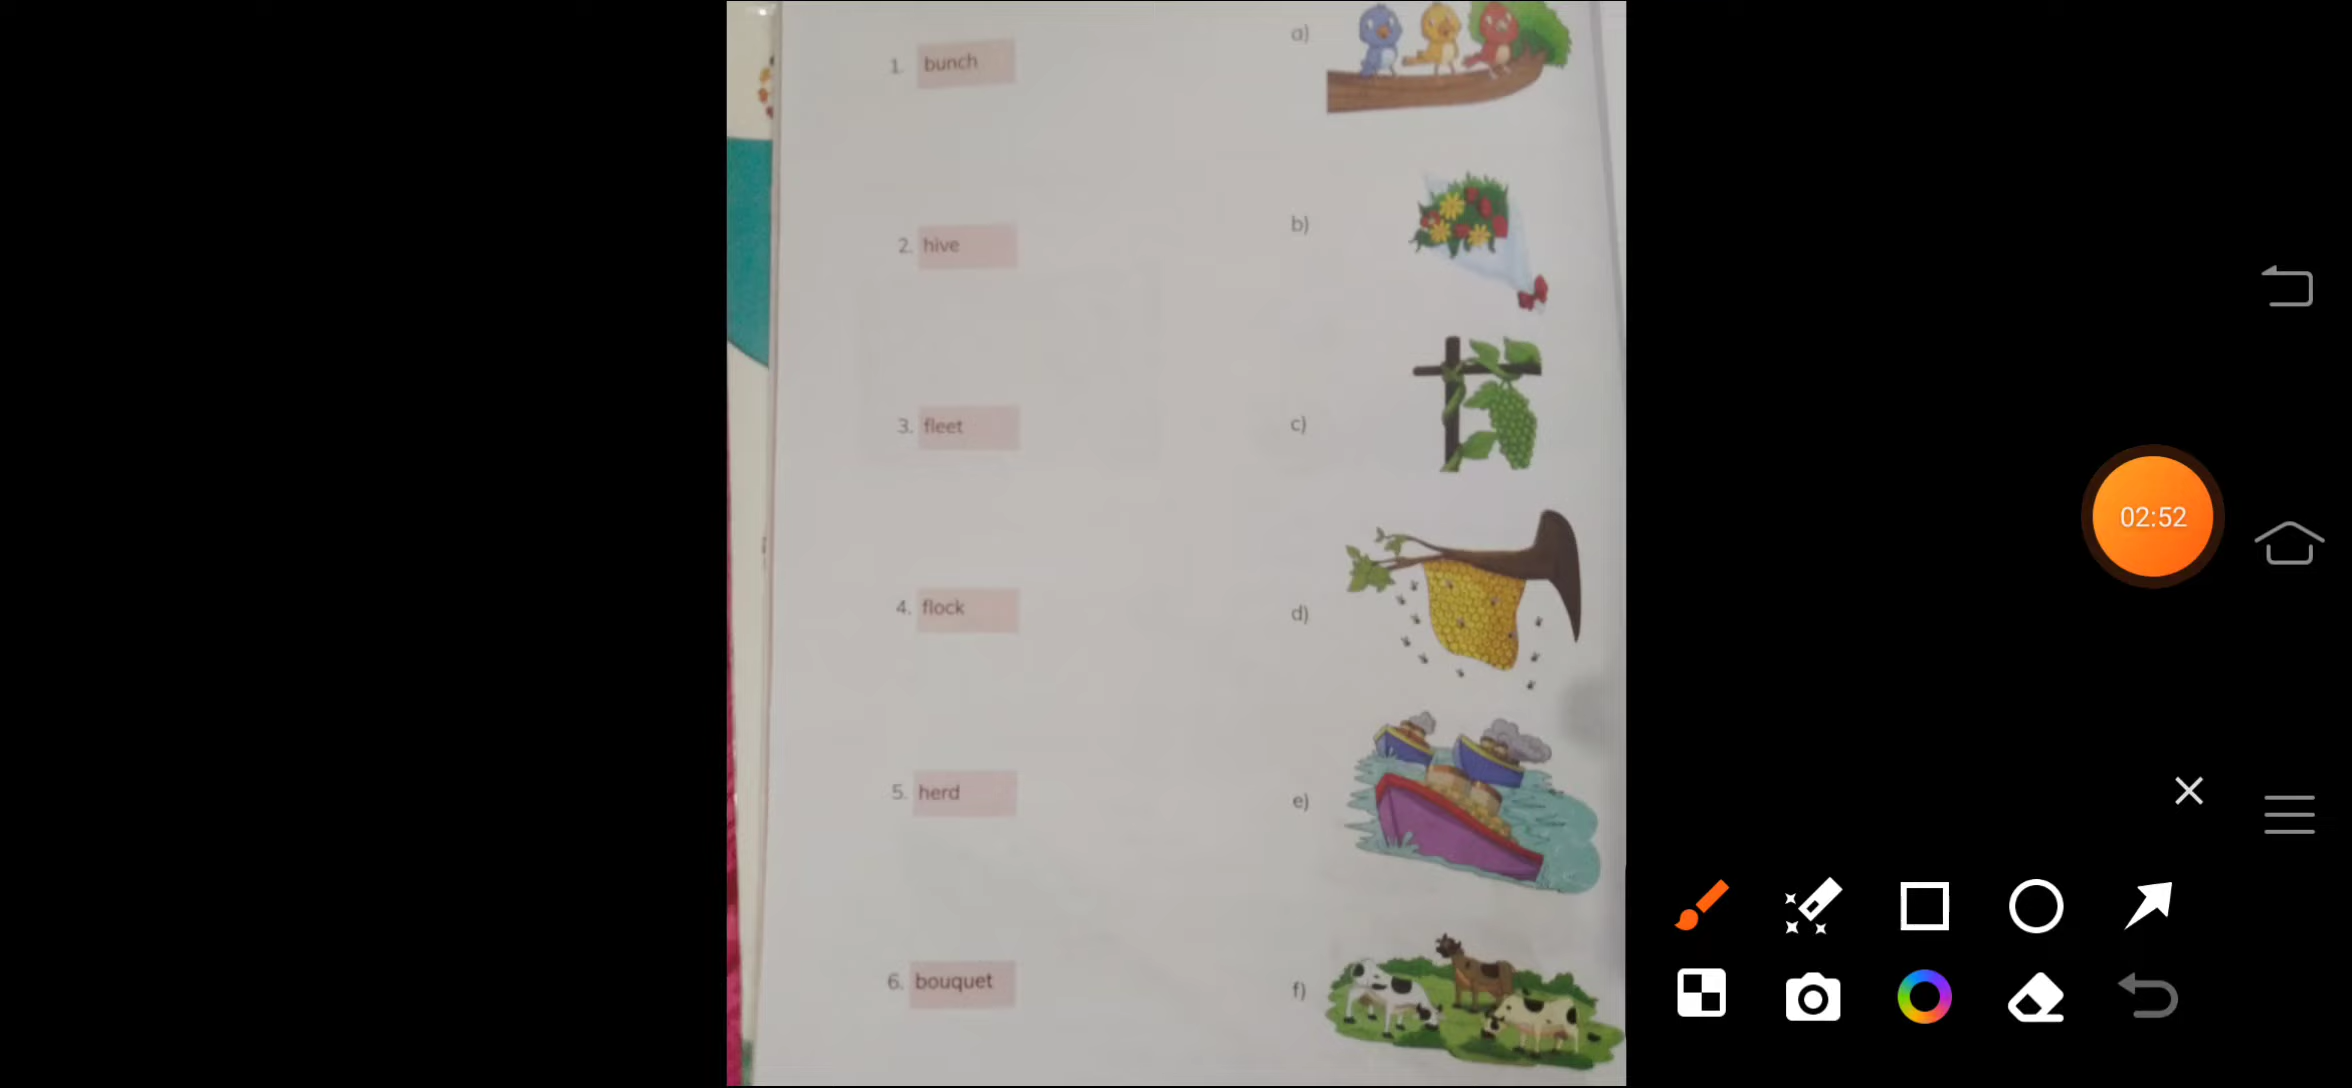 1. bunch
a)
2. hive
b)
3. fleet
c)
4. flock
d)
5. herd
e)
6. bouquet
f)
02:52